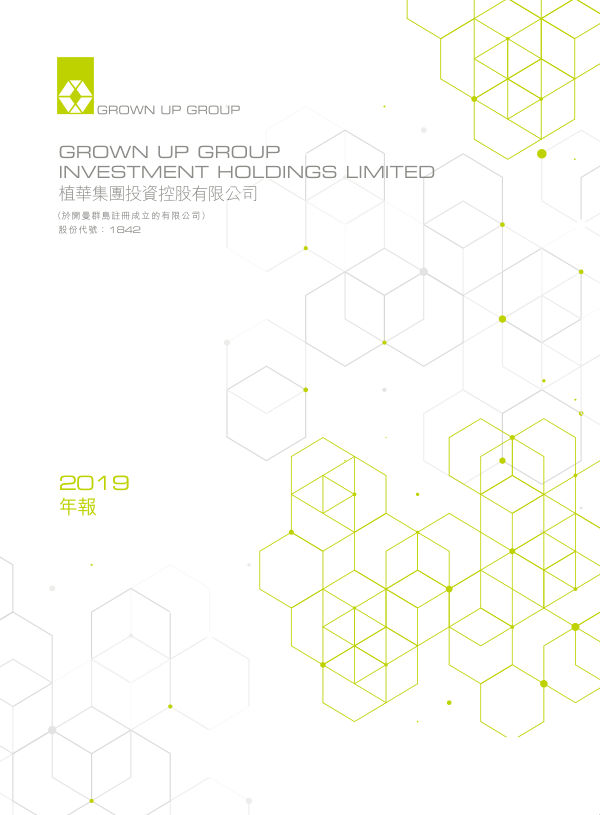 GROWN UP GROUP
GROWN UP GROUP
INVESTMENT HOLDINGS LIMITED
植華集團投資控股有限公司
(於開曼群島註冊成立的有限公司)
股份代號：1842
2019
年報